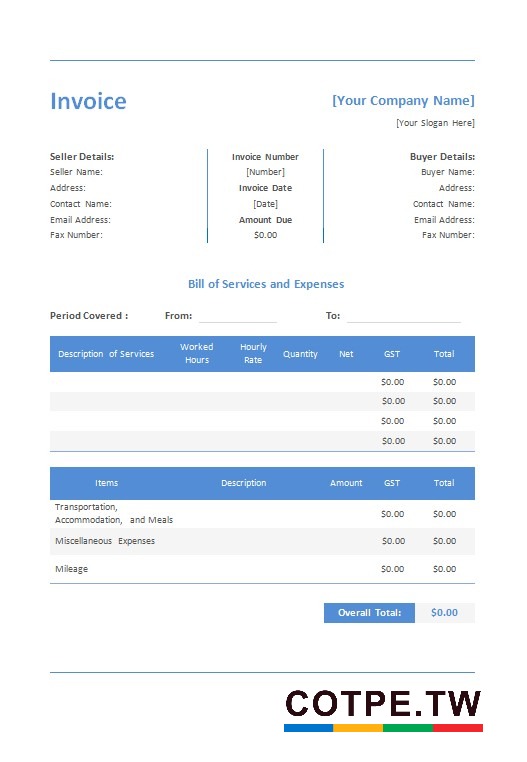 Invoice
[Your Company Name]
[Your Slogan Here]
Seller Details:
Seller Name:
Address:
Contact Name:
Email Address:
Fax Number:
Invoice Number
[Number]
Invoice Date
[Date]
Amount Due
$0.00
Buyer Details:
Buyer Name:
Address:
Contact Name:
Email Address:
Fax Number:
Bill of Services and Expenses
Period Covered : From: To:
Description of Services Worked Hours Hourly Rate Quantity Net GST Total
$0.00 $0.00
$0.00 $0.00
$0.00 $0.00
$0.00 $0.00
Items Description Amount GST Total
Transportation,
Accommodation, and Meals $0.00 $0.00
Miscellaneous Expenses $0.00 $0.00
Mileage $0.00 $0.00
Overall Total: $0.00
COTPE.TW